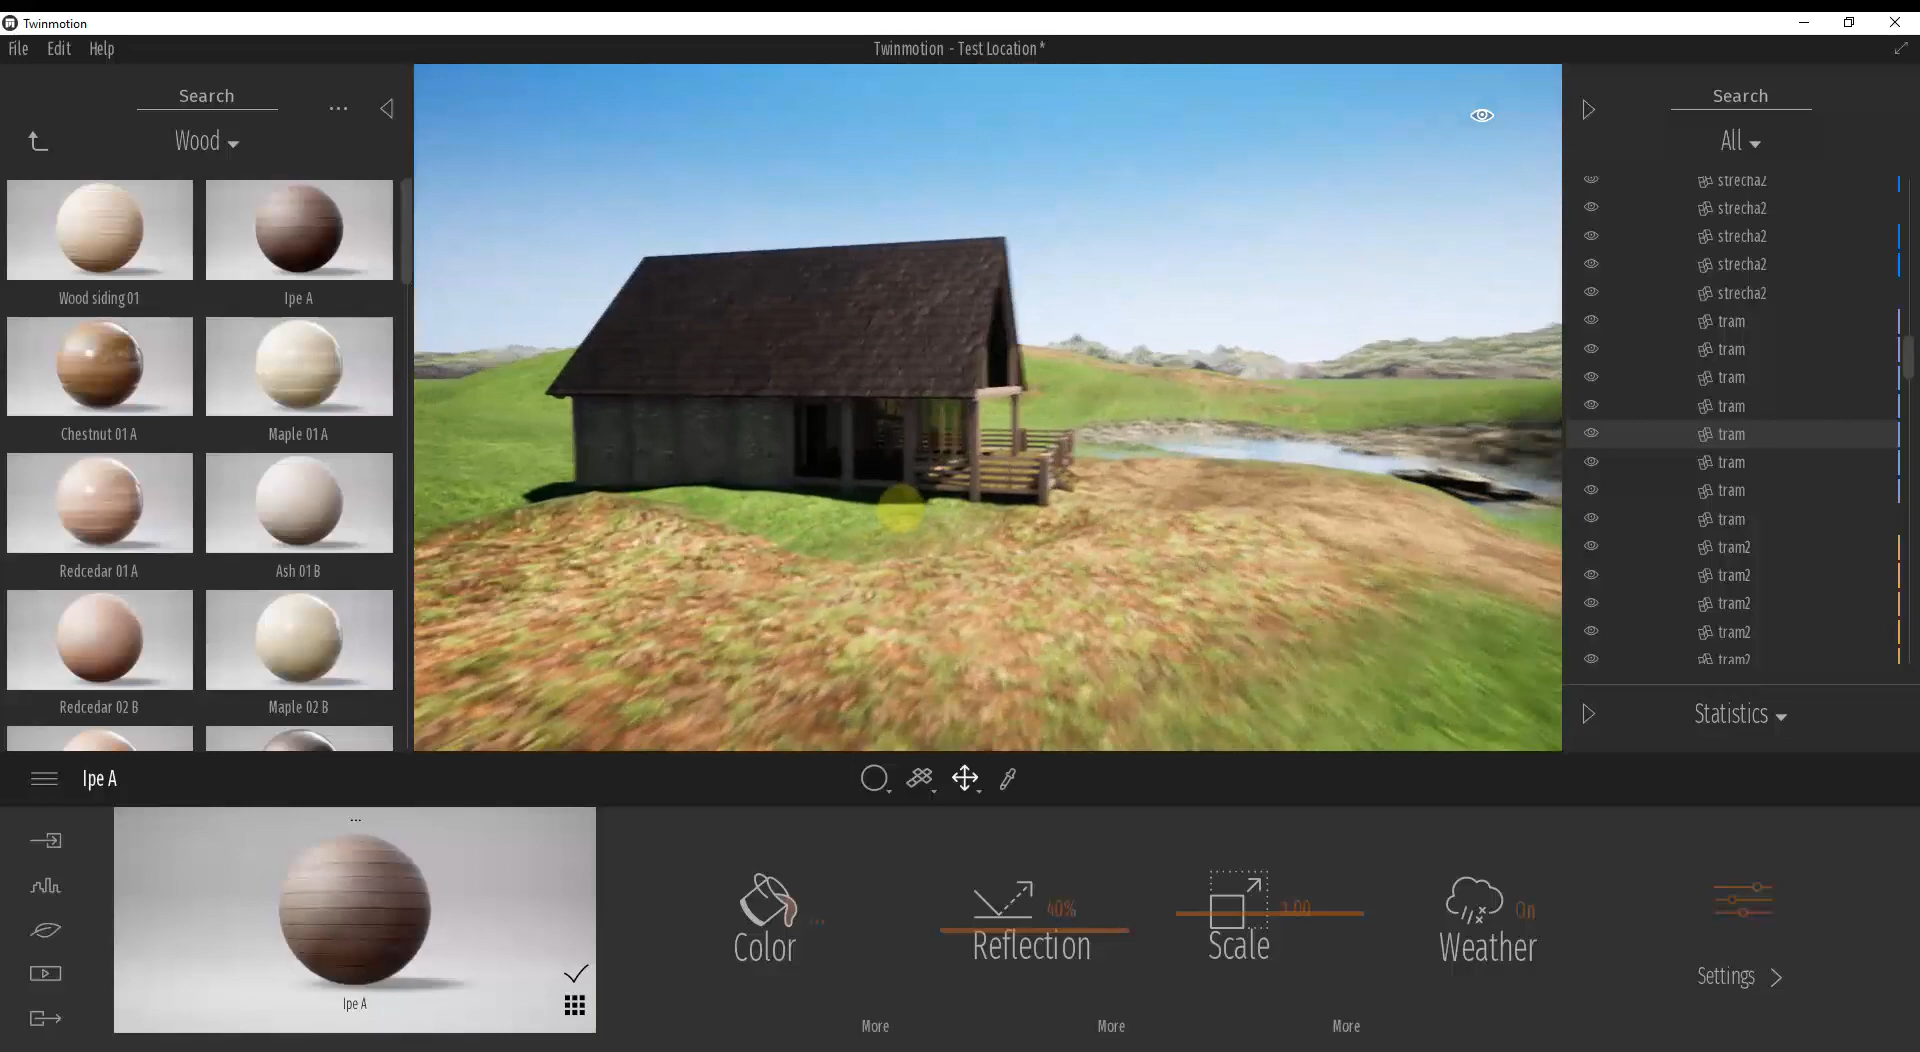 Twinmotion
File Edit Help
Twinmotion - Test Location*
Search
...
Wood
Wood siding 01
Ipe A
Chestnut 01 A
Maple 01 A
Redcedar 01 A
Ash 01 B
Redcedar 02 B
Maple 02 B
Search
All
strecha2
strecha2
strecha2
strecha2
strecha2
tram
tram
tram
tram
tram
tram
tram
tram
tram2
tram2
tram2
tram2
tram2
Statistics
Ipe A
...
Ipe A
Color
...
More
40%
Reflection
More
1.00
Scale
More
On
Weather
Settings